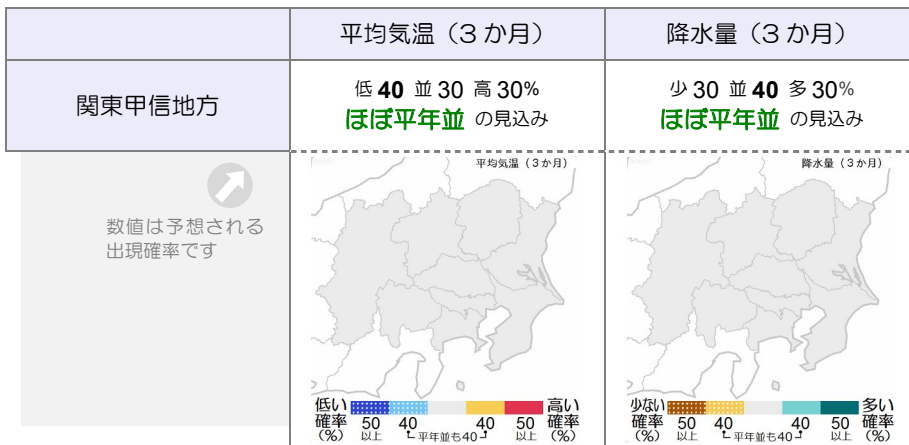 平均気温（3 か月） 降水量（3 か月）
関東甲信地方
低 40 並 30 高 30%
ほぼ平年並 の見込み
少 30 並 40 多 30%
ほぼ平年並 の見込み
数値は予想される
出現確率です
平均気温（3か月）
低い 高い
確率 50 40 40 50 確率
(%) 以上 平年並も40 以上 (%)
降水量（3か月）
少ない 多い
確率 50 40 40 50 確率
(%) 以上 平年並も40 以上 (%)